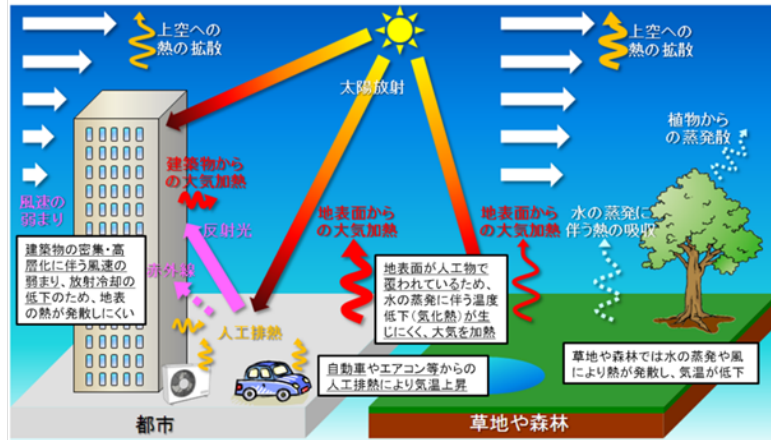 上空への
熱の拡散
太陽放射
上空への
熱の拡散
植物から
の蒸発散
建築物から
の大気加熱
風速の
弱まり
反射光
地表面から
の大気加熱
地表面から
の大気加熱
水の蒸発に
伴う熱の吸収
建築物の密集・高
層化に伴う風速の
弱まり、放射冷却の
低下のため、地表
の熱が発散しにくい
赤外線
地表面が人工物で
覆われているため、
水の蒸発に伴う温度
低下(気化熱)が生
じにくく、大気を加熱
人工排熱
自動車やエアコン等からの
人工排熱により気温上昇
草地や森林では水の蒸発や風
により熱が発散し、気温が低下
都市
草地や森林